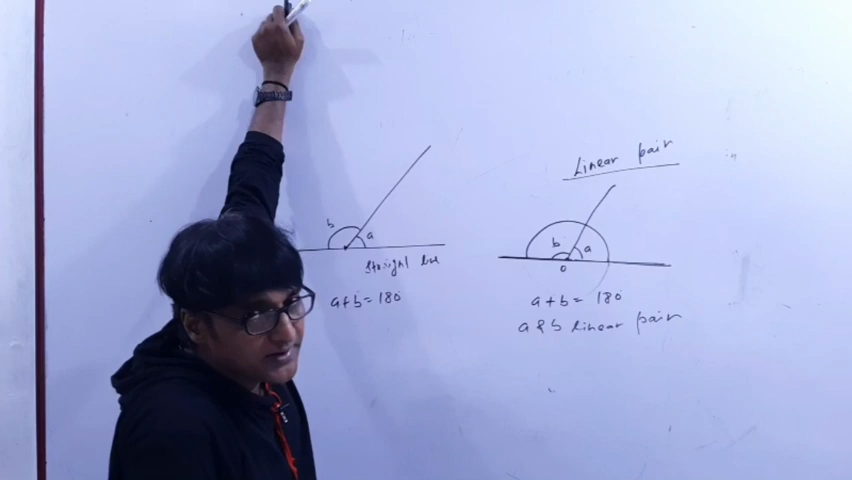 b
a
Straight line
a+b = 180°
Linear pair
b
a
o
a+b = 180°
a & b linear pair